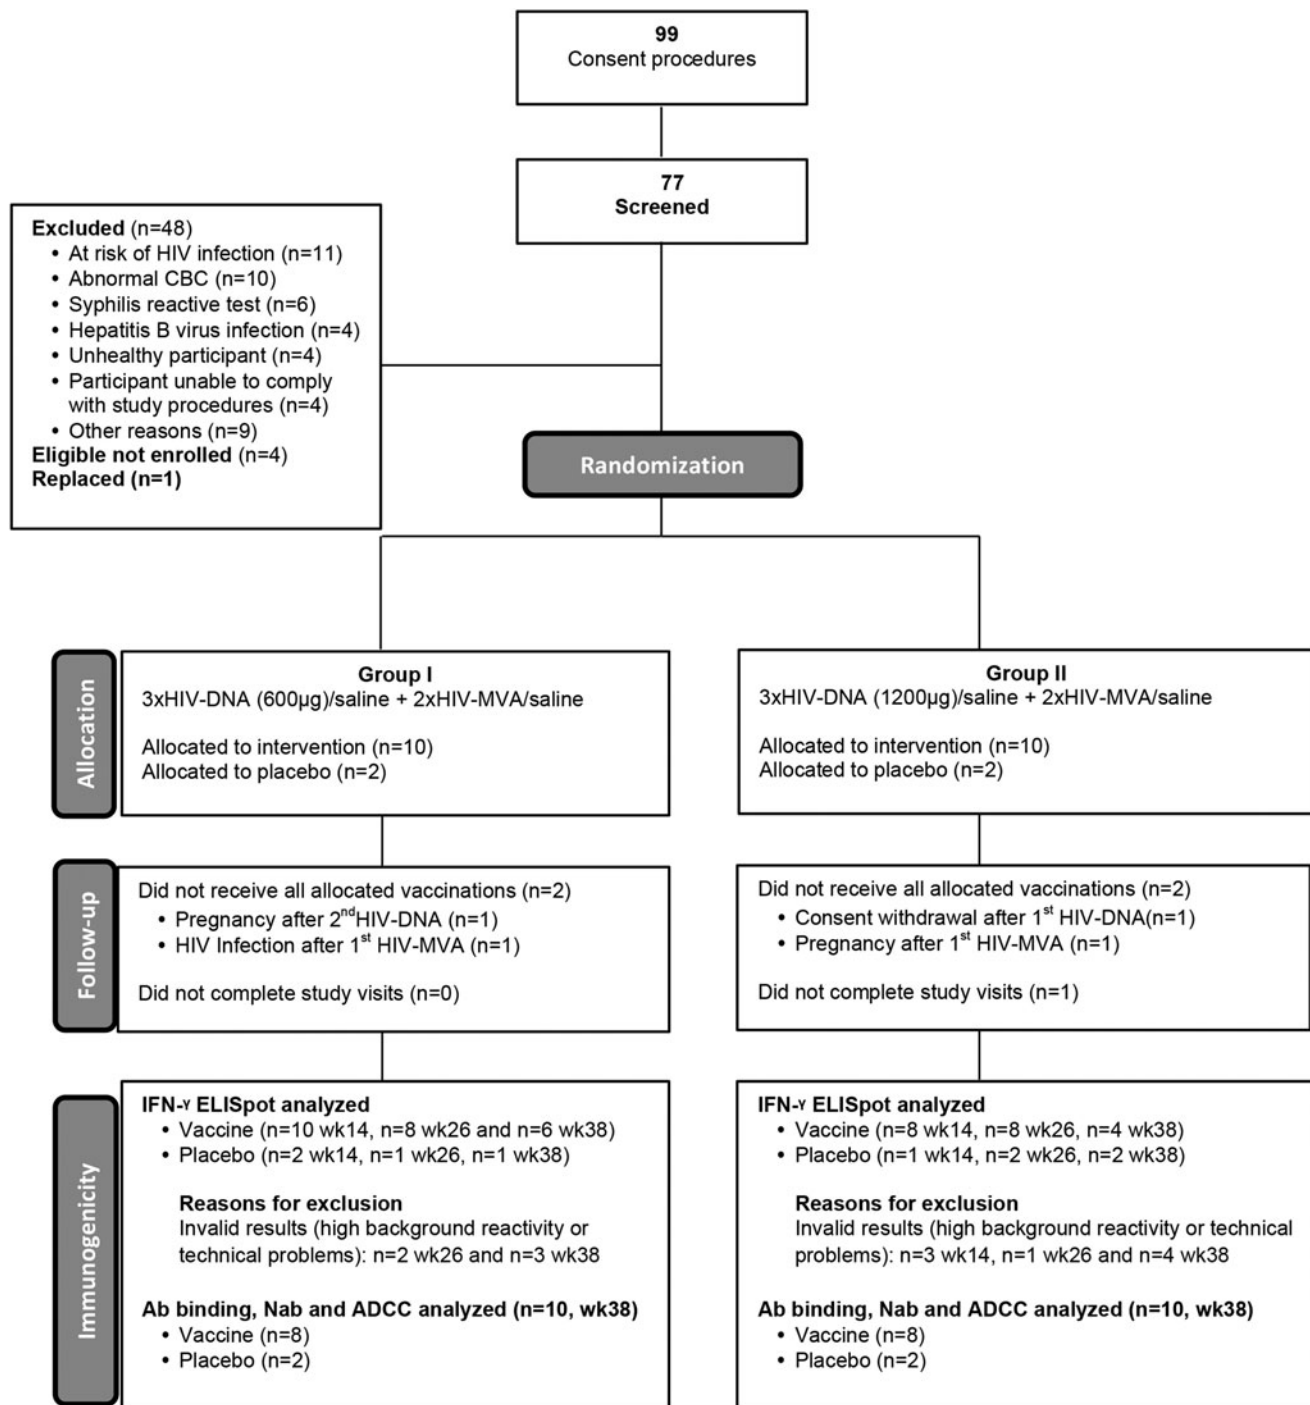 99
Consent procedures
77
Screened
Excluded (n=48)
• At risk of HIV infection (n=11)
• Abnormal CBC (n=10)
• Syphilis reactive test (n=6)
• Hepatitis B virus infection (n=4)
• Unhealthy participant (n=4)
• Participant unable to comply
with study procedures (n=4)
• Other reasons (n=9)
Eligible not enrolled (n=4)
Replaced (n=1)
Randomization
Allocation
Group I
3xHIV-DNA (600µg)/saline + 2xHIV-MVA/saline
Allocated to intervention (n=10)
Allocated to placebo (n=2)
Group II
3xHIV-DNA (1200µg)/saline + 2xHIV-MVA/saline
Allocated to intervention (n=10)
Allocated to placebo (n=2)
Follow-up
Did not receive all allocated vaccinations (n=2)
• Pregnancy after 2ndHIV-DNA (n=1)
• HIV Infection after 1st HIV-MVA (n=1)
Did not complete study visits (n=0)
Did not receive all allocated vaccinations (n=2)
• Consent withdrawal after 1st HIV-DNA(n=1)
• Pregnancy after 1st HIV-MVA (n=1)
Did not complete study visits (n=1)
Immunogenicity
IFN-γ ELISpot analyzed
• Vaccine (n=10 wk14, n=8 wk26 and n=6 wk38)
• Placebo (n=2 wk14, n=1 wk26, n=1 wk38)
Reasons for exclusion
Invalid results (high background reactivity or
technical problems): n=2 wk26 and n=3 wk38
Ab binding, Nab and ADCC analyzed (n=10, wk38)
• Vaccine (n=8)
• Placebo (n=2)
IFN-γ ELISpot analyzed
• Vaccine (n=8 wk14, n=8 wk26, n=4 wk38)
• Placebo (n=1 wk14, n=2 wk26, n=2 wk38)
Reasons for exclusion
Invalid results (high background reactivity or technical
problems): n=3 wk14, n=1 wk26 and n=4 wk38
Ab binding, Nab and ADCC analyzed (n=10, wk38)
• Vaccine (n=8)
• Placebo (n=2)